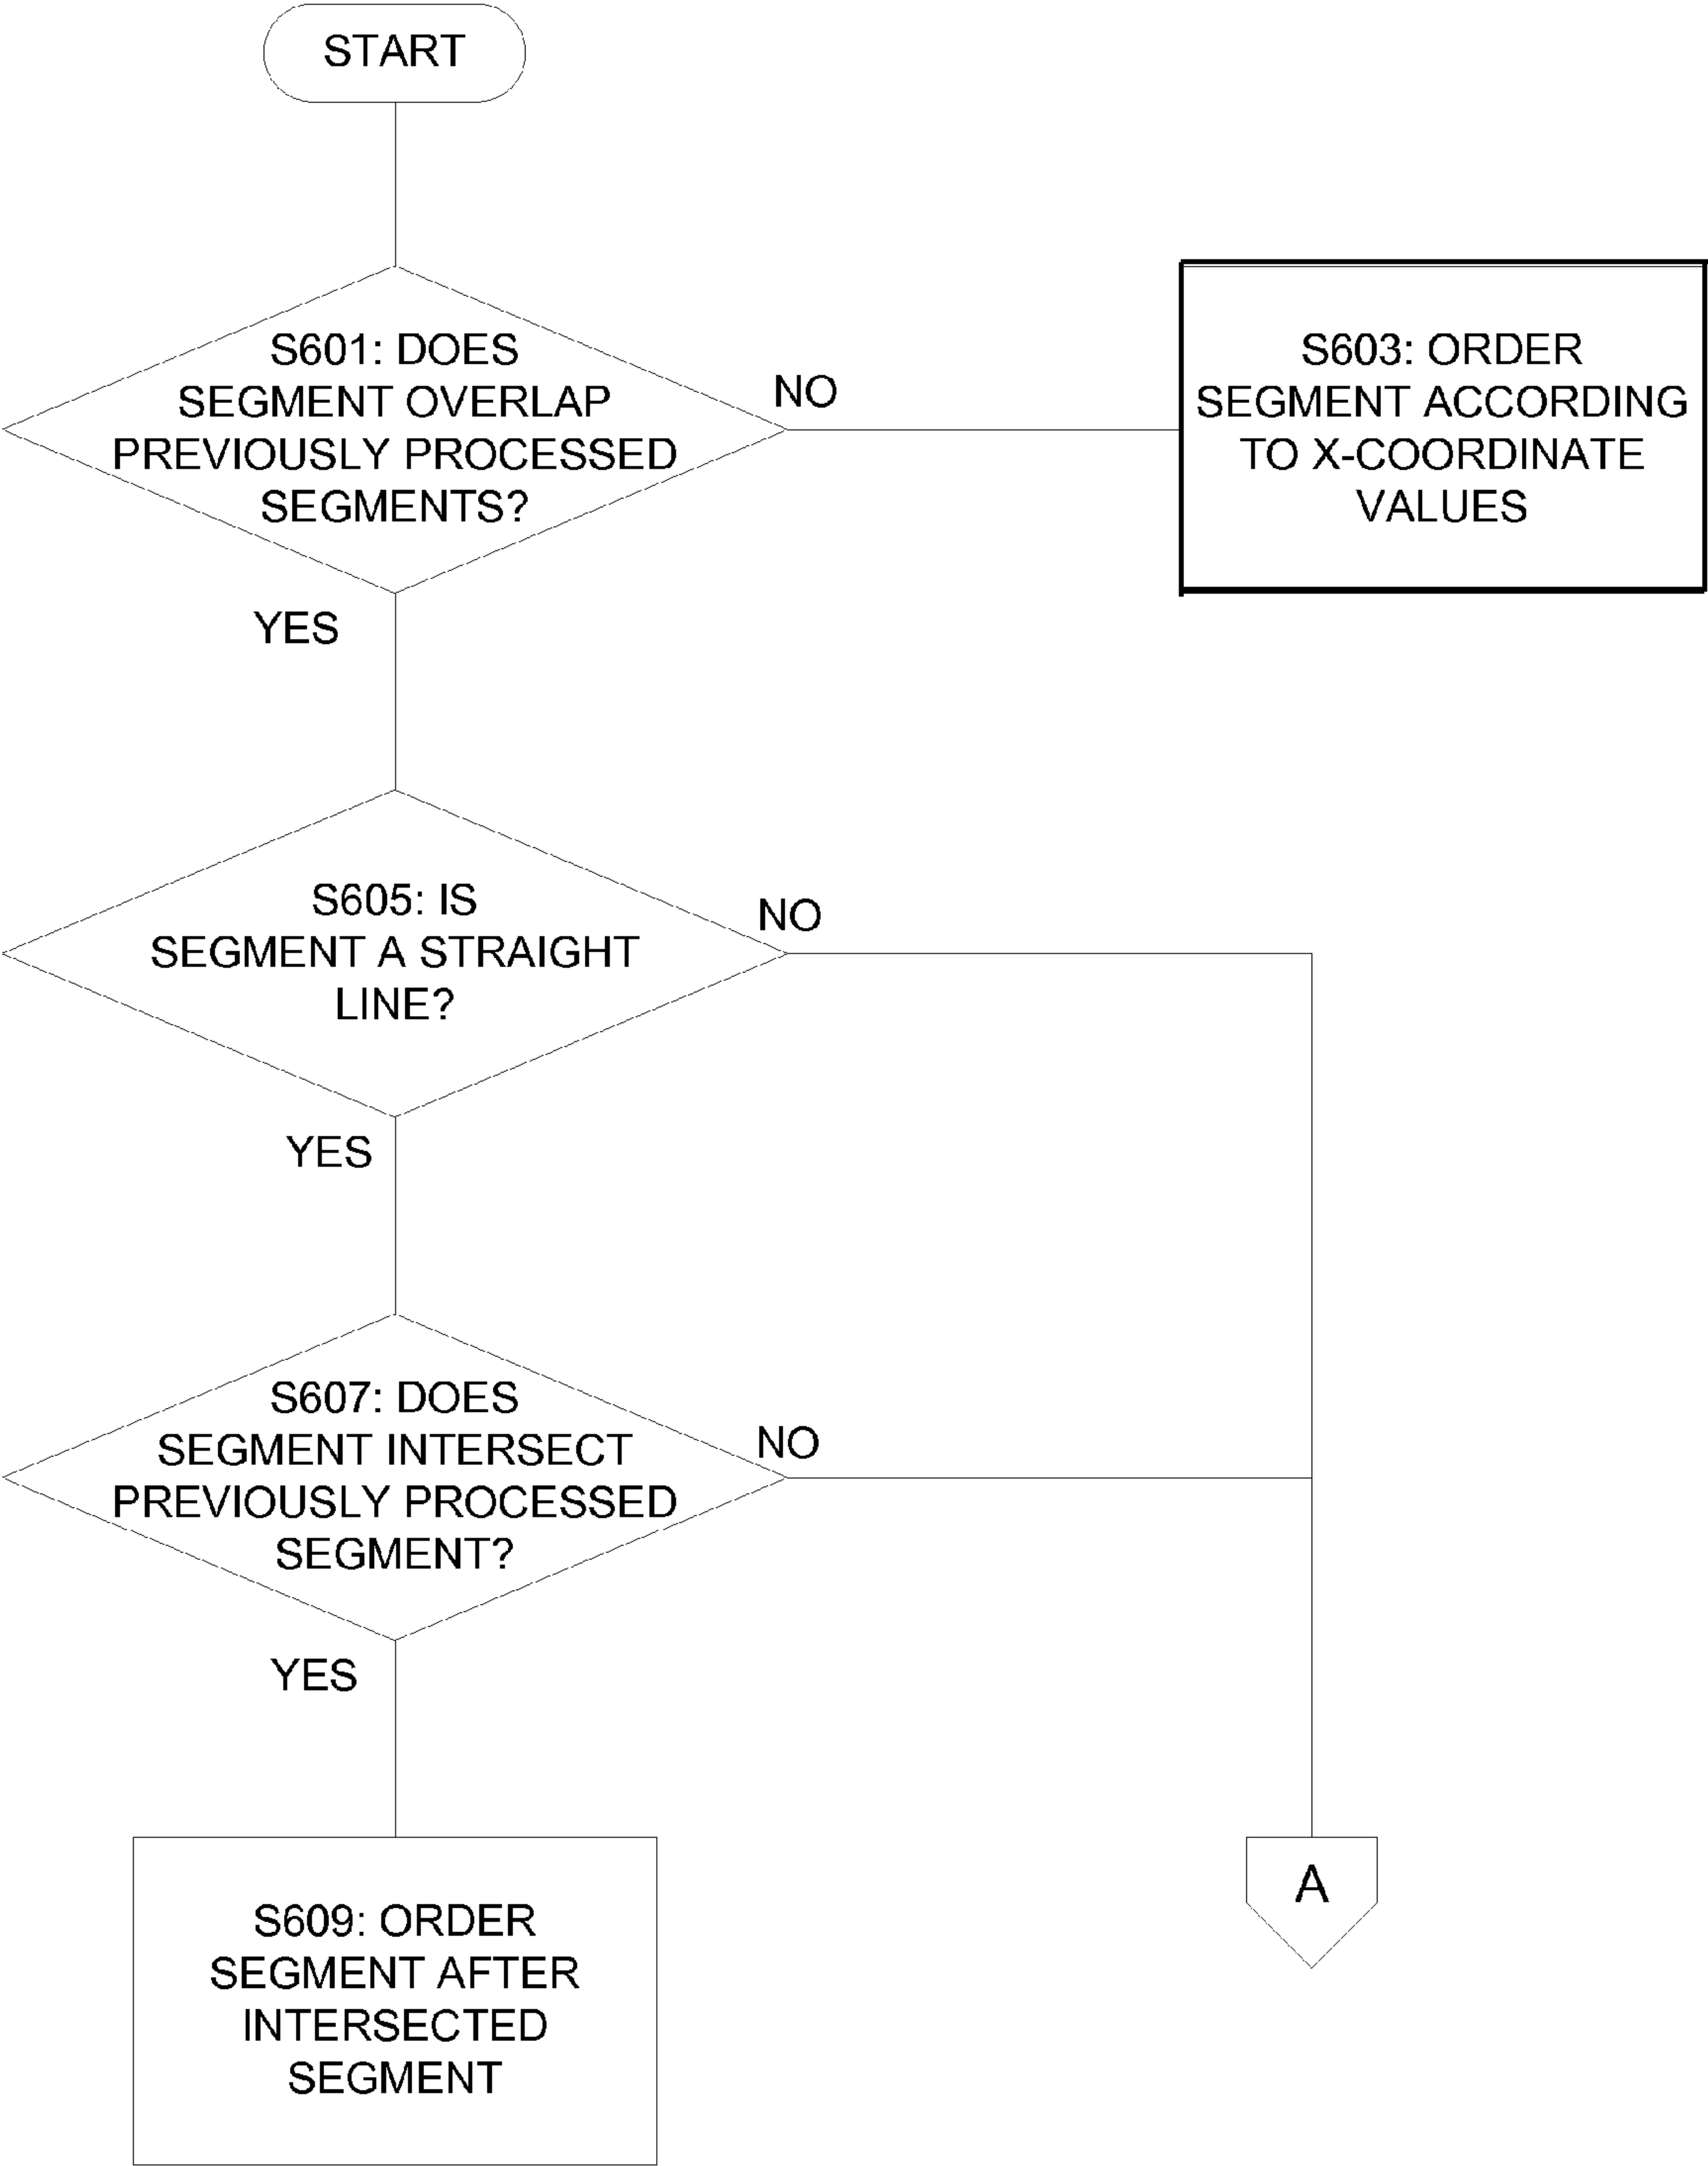 START
S601: DOES
SEGMENT OVERLAP
PREVIOUSLY PROCESSED
SEGMENTS?
NO
S603: ORDER
SEGMENT ACCORDING
TO X-COORDINATE
VALUES
YES
S605: IS
SEGMENT A STRAIGHT
LINE?
NO
YES
S607: DOES
SEGMENT INTERSECT
PREVIOUSLY PROCESSED
SEGMENT?
NO
YES
S609: ORDER
SEGMENT AFTER
INTERSECTED
SEGMENT
A